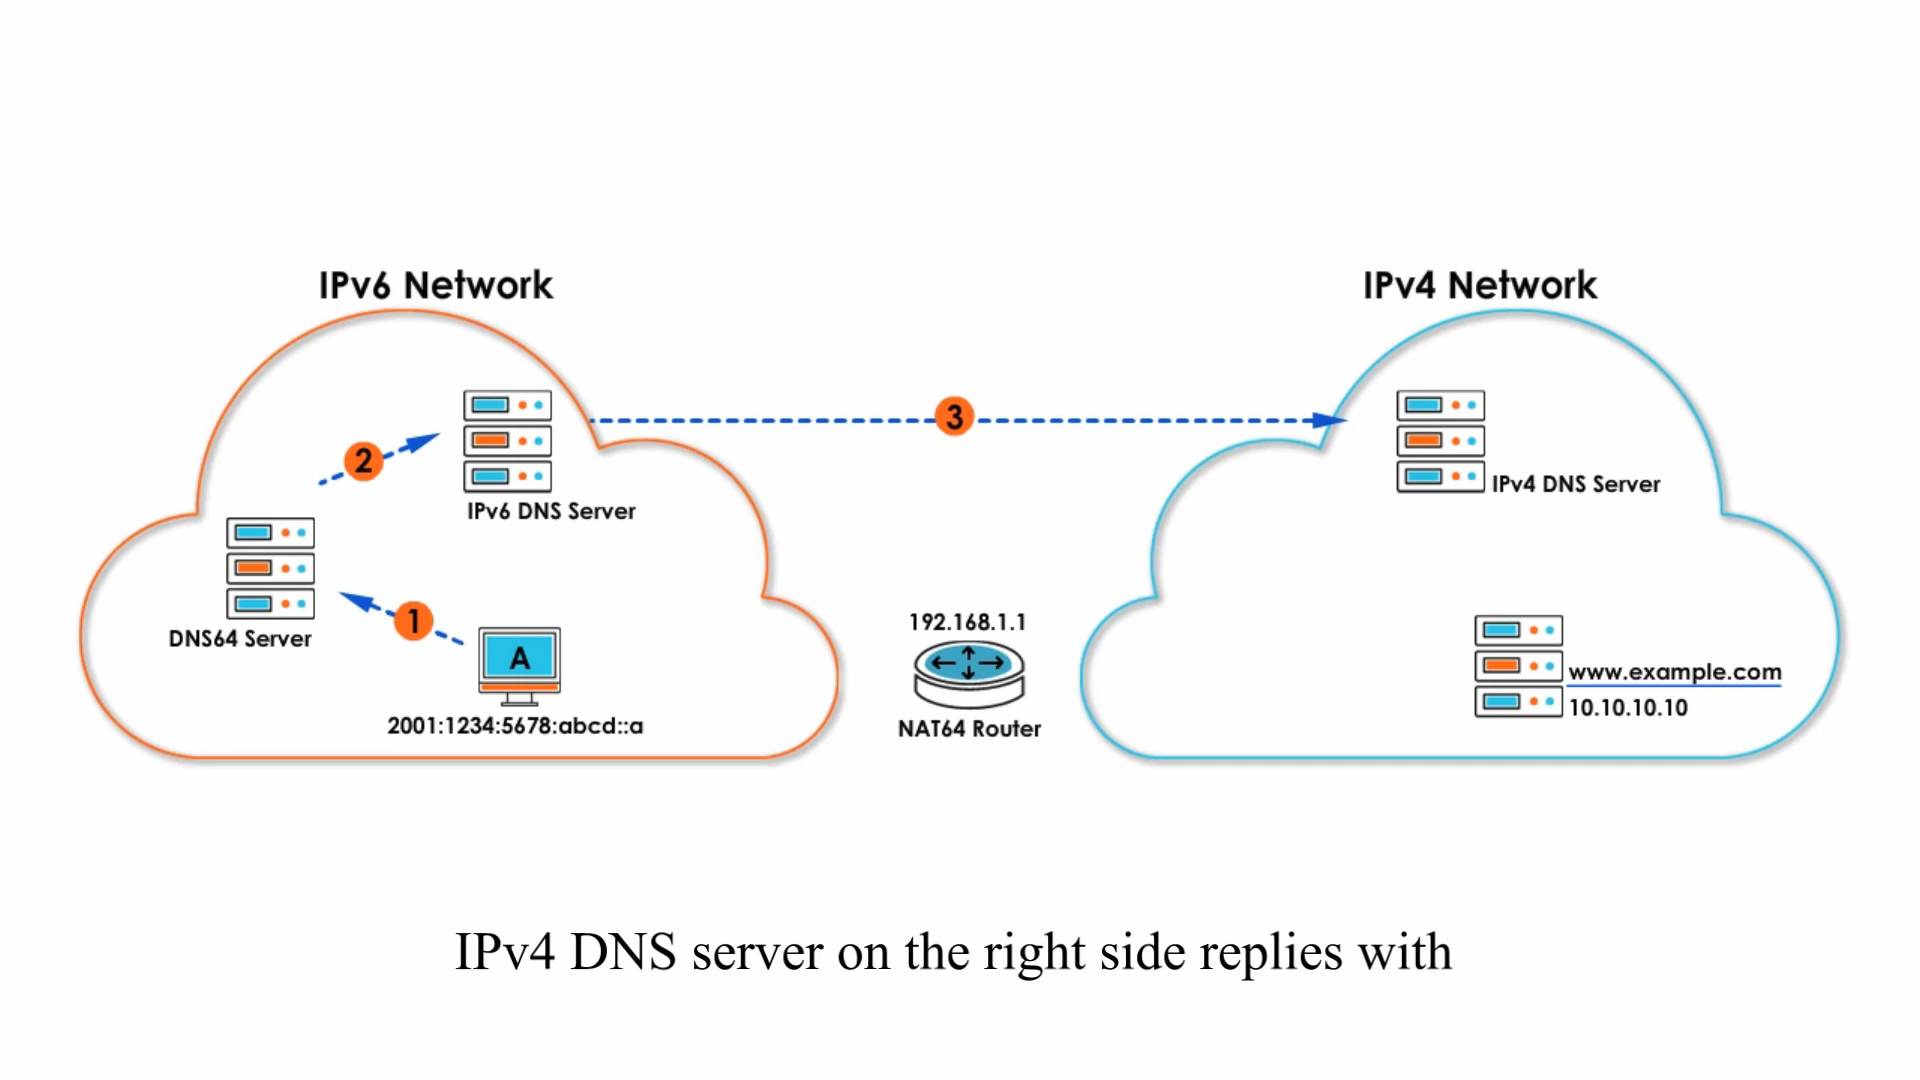 IPv6 Network
IPv4 Network
3
2
IPv6 DNS Server
IPv4 DNS Server
1
DNS64 Server
A
2001:1234:5678:abcd::a
192.168.1.1
NAT64 Router
www.example.com
10.10.10.10
IPv4 DNS server on the right side replies with